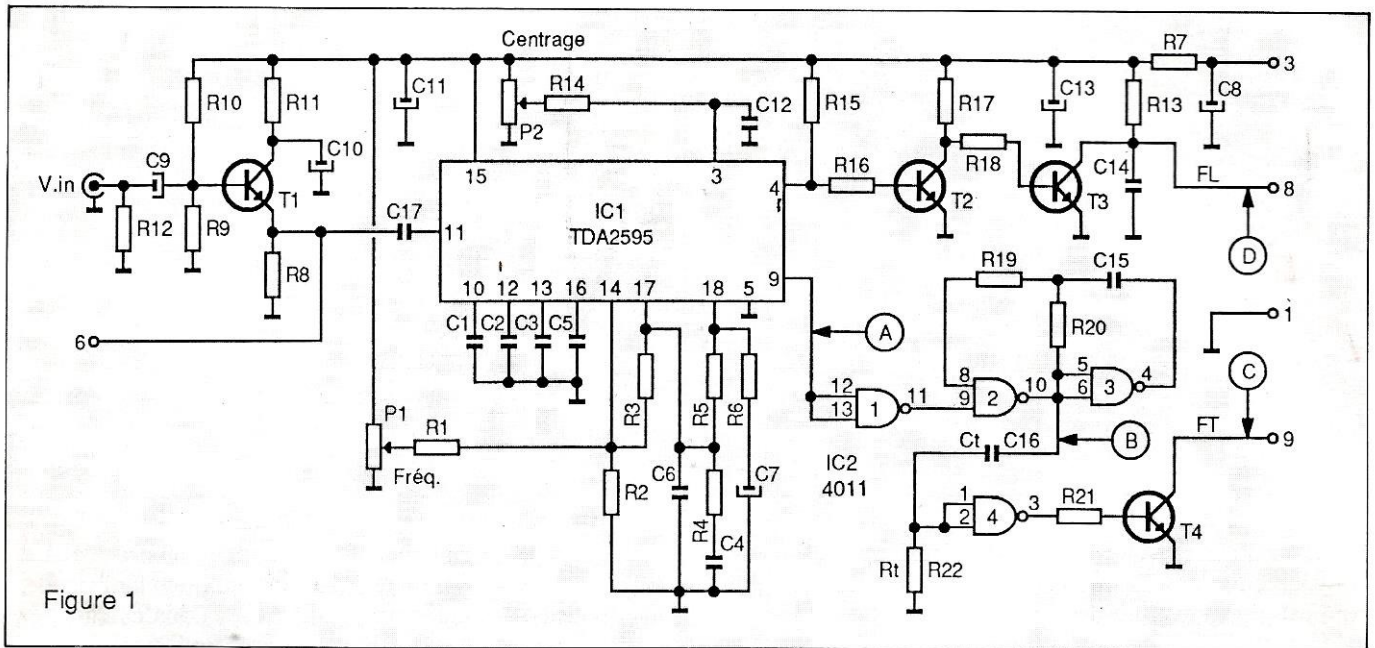 Centrage
R7
3
R10
R11
C11
P2
R14
C12
R15
R17
C13
R13
C8
C10
V.in
C9
T1
15
3
4
R16
R18
T2
T3
C14
FL
8
R12
R9
C17
11
IC1
TDA2595
R8
9
D
R19
C15
10
12
13
16
14
17
18
5
C1
C2
C3
C5
A
R20
1
6
C
8
9
2
10
5
6
3
4
12
13
1
11
P1
R1
Fréq.
R3
R5
R6
Ct
C16
B
FT
9
R2
C6
C7
IC2
4011
R4
C4
1
2
4
3
R21
T4
Rt
R22
Figure 1